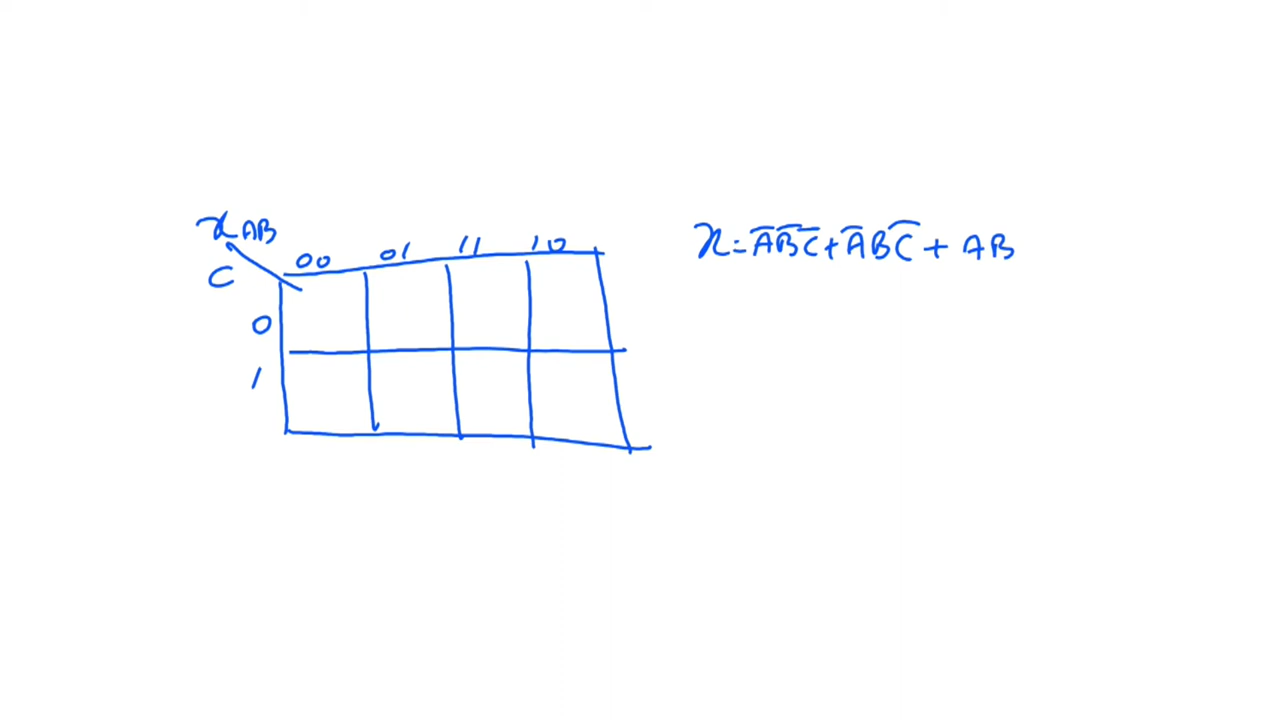 x AB
C
00 01 11 10
0
1
x = A̅B̅C̅ + A̅BC̅ + AB